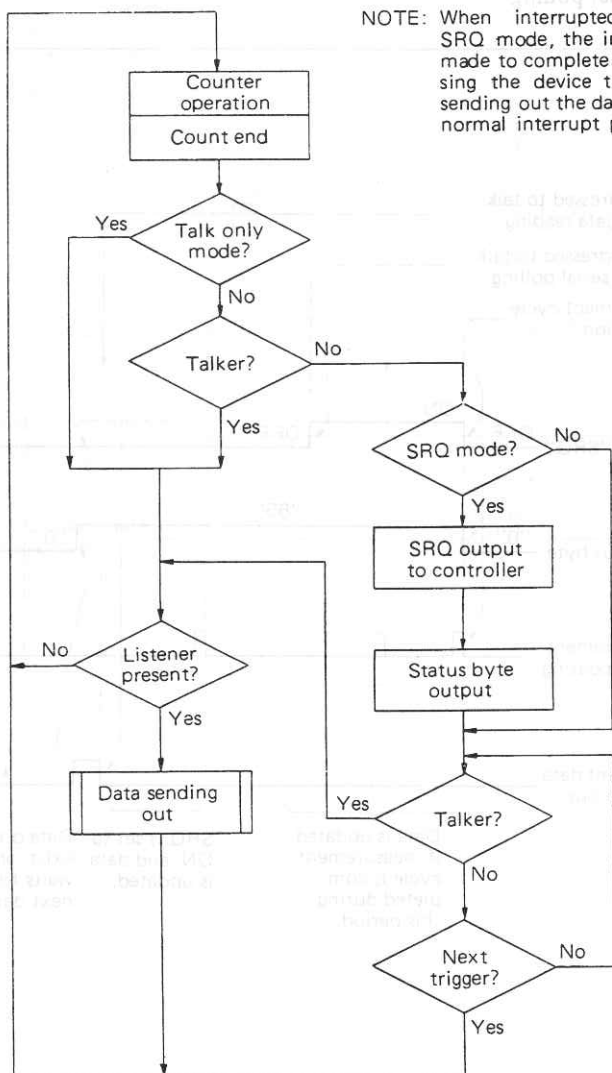 NOTE: When interrupted
SRQ mode, the
made to complete
sing the device
sending out the
normal interrupt
Counter
operation
Count end
Yes
Talk only
mode?
No
Talker?
No
Yes
SRQ mode?
No
Yes
SRQ output
to controller
No
Listener
present?
Yes
Status byte
output
Data sending
out
Yes
Talker?
No
Next
trigger?
No
Yes